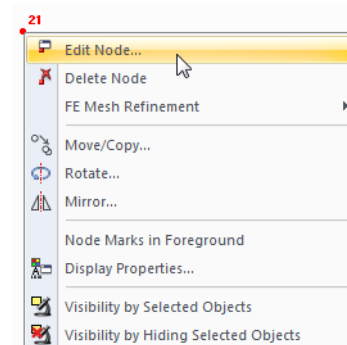 21
Edit Node...
Delete Node
FE Mesh Refinement
Move/Copy...
Rotate...
Mirror...
Node Marks in Foreground
Display Properties...
Visibility by Selected Objects
Visibility by Hiding Selected Objects